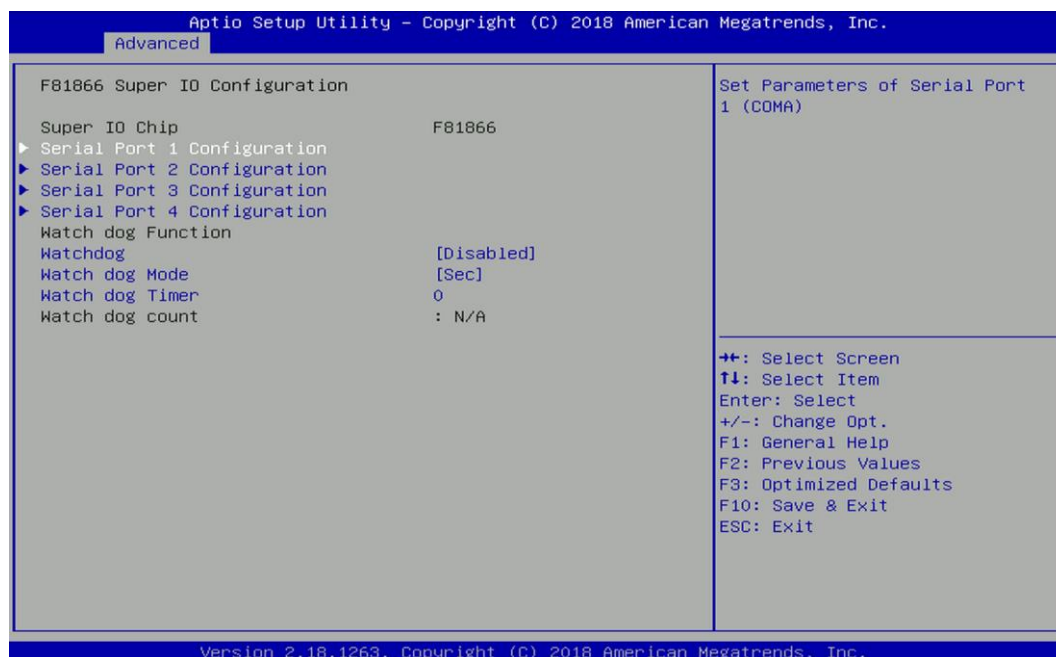 Aptio Setup Utility – Copyright (C) 2018 American Megatrends, Inc.
Advanced
F81866 Super IO Configuration
Super IO Chip F81866
Serial Port 1 Configuration
Serial Port 2 Configuration
Serial Port 3 Configuration
Serial Port 4 Configuration
Watch dog Function
Watchdog [Disabled]
Watch dog Mode [Sec]
Watch dog Timer 0
Watch dog count : N/A
Set Parameters of Serial Port
1 (COMA)
→←: Select Screen
↑↓: Select Item
Enter: Select
+/-: Change Opt.
F1: General Help
F2: Previous Values
F3: Optimized Defaults
F10: Save & Exit
ESC: Exit
Version 2.18.1263. Copyright (C) 2018 American Megatrends, Inc.